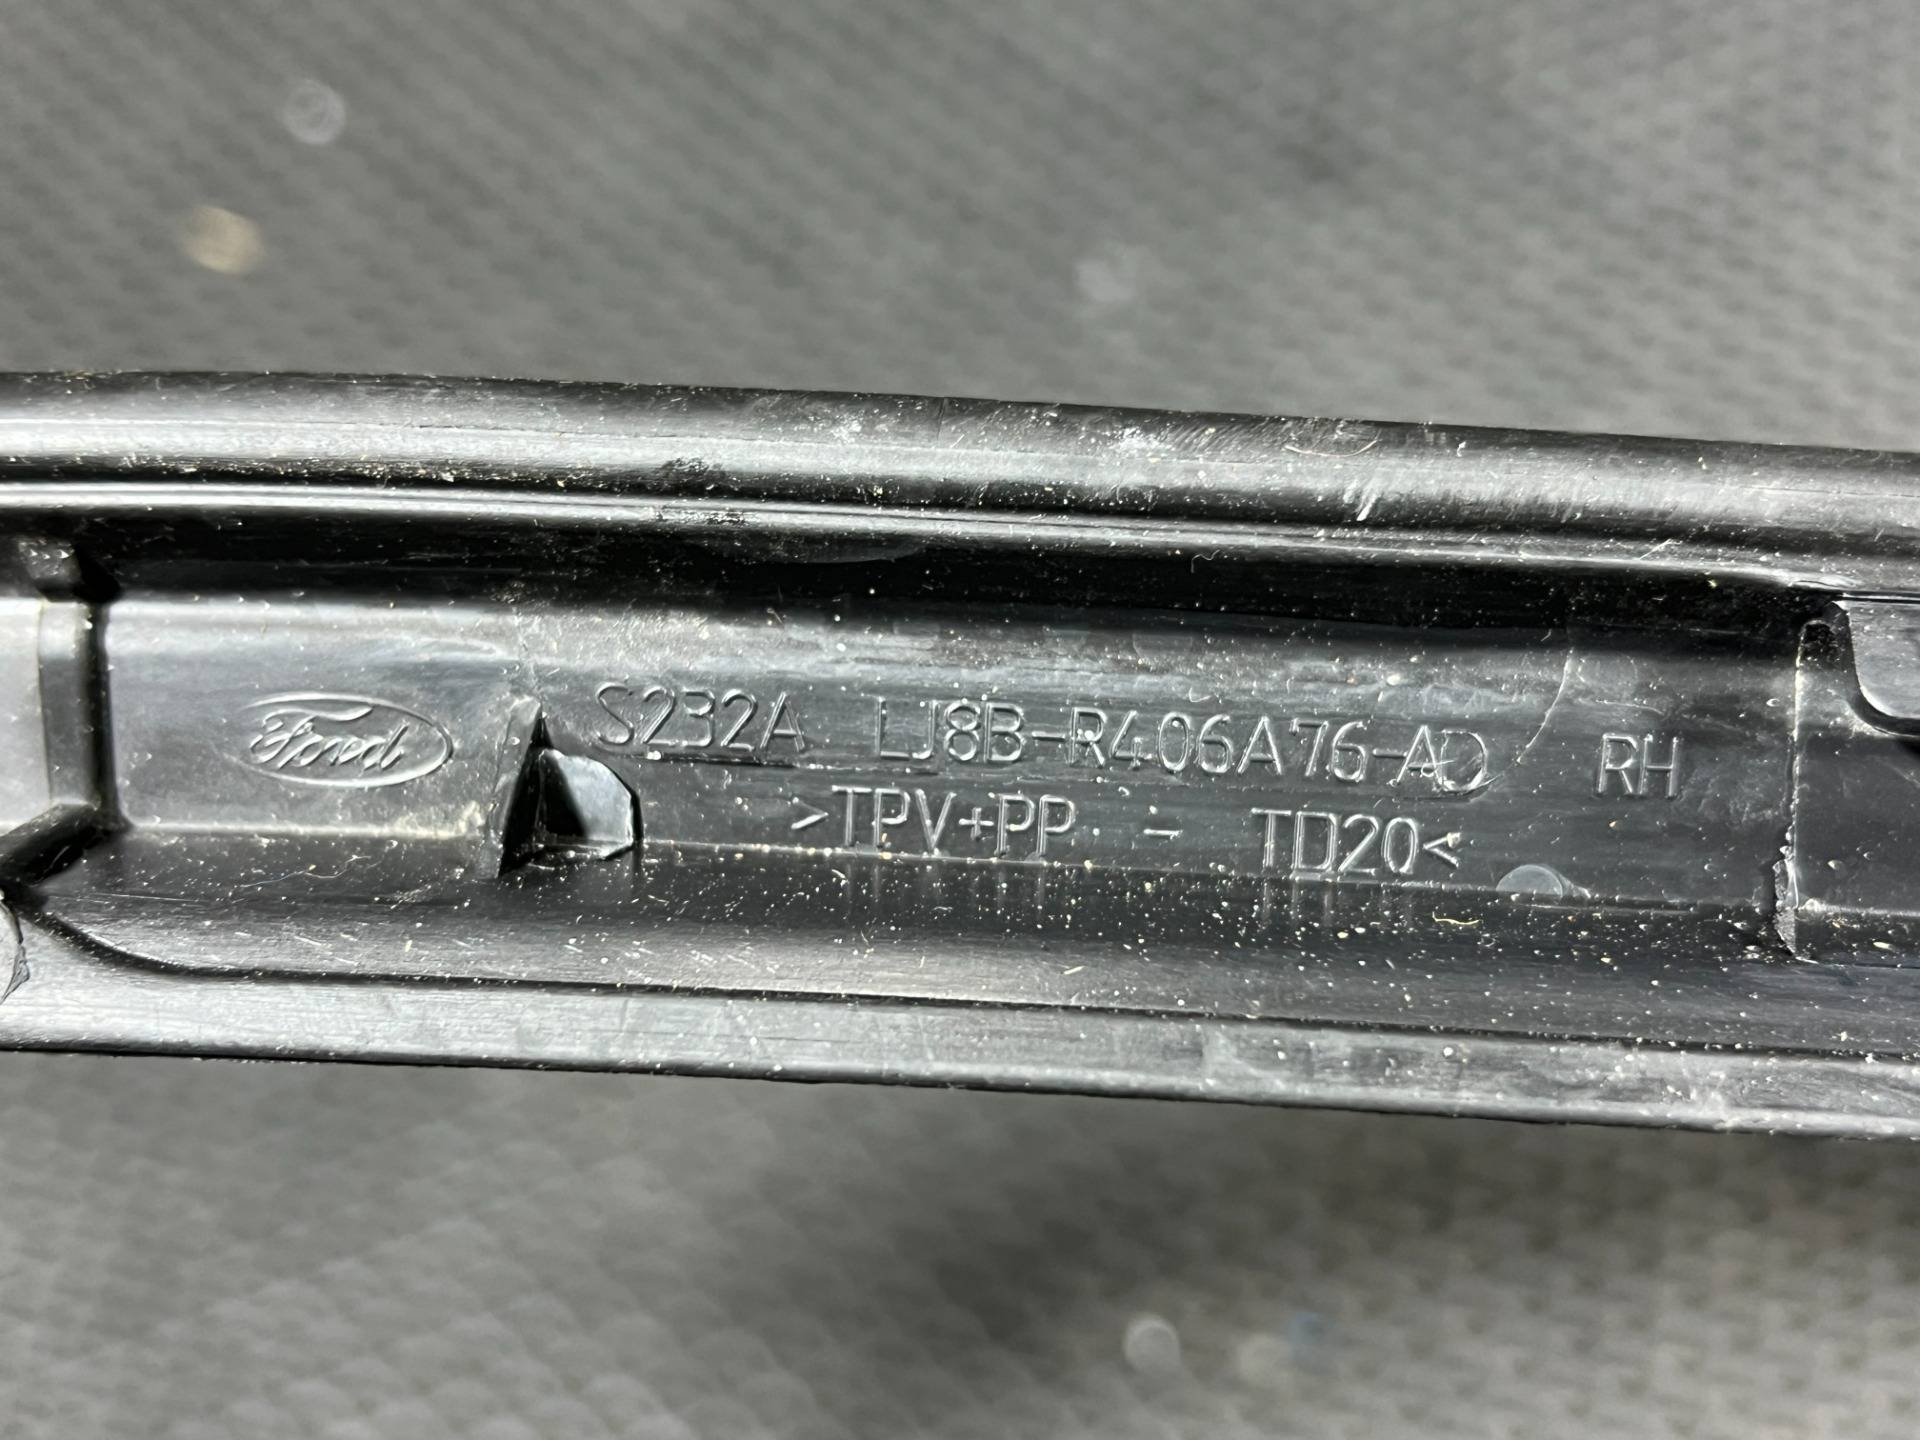 Ford S232A LJ8B-R406A76-AD RH
>TPV+PP - TD20<